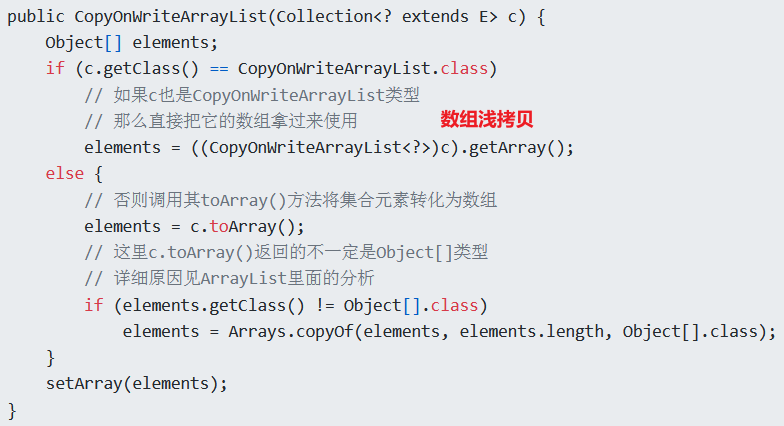 public CopyOnWriteArrayList(Collection<? extends E> c) {
    Object[] elements;
    if (c.getClass() == CopyOnWriteArrayList.class)
        // 如果c也是CopyOnWriteArrayList类型
        // 那么直接把它的数组拿过来使用
数组浅拷贝
        elements = ((CopyOnWriteArrayList<?>)c).getArray();
    else {
        // 否则调用其toArray()方法将集合元素转化为数组
        elements = c.toArray();
        // 这里c.toArray()返回的不一定是Object[]类型
        // 详细原因见ArrayList里面的分析
        if (elements.getClass() != Object[].class)
            elements = Arrays.copyOf(elements, elements.length, Object[].class);
    }
    setArray(elements);
}